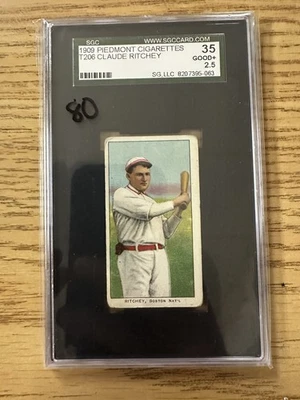 SGC
WWW.SGCCARD.COM
1909 PIEDMONT CIGARETTES
T206 CLAUDE RITCHEY
35
GOOD+
2.5
SG, LLC 8207395-063
80
RITCHEY, BOSTON NAT'L